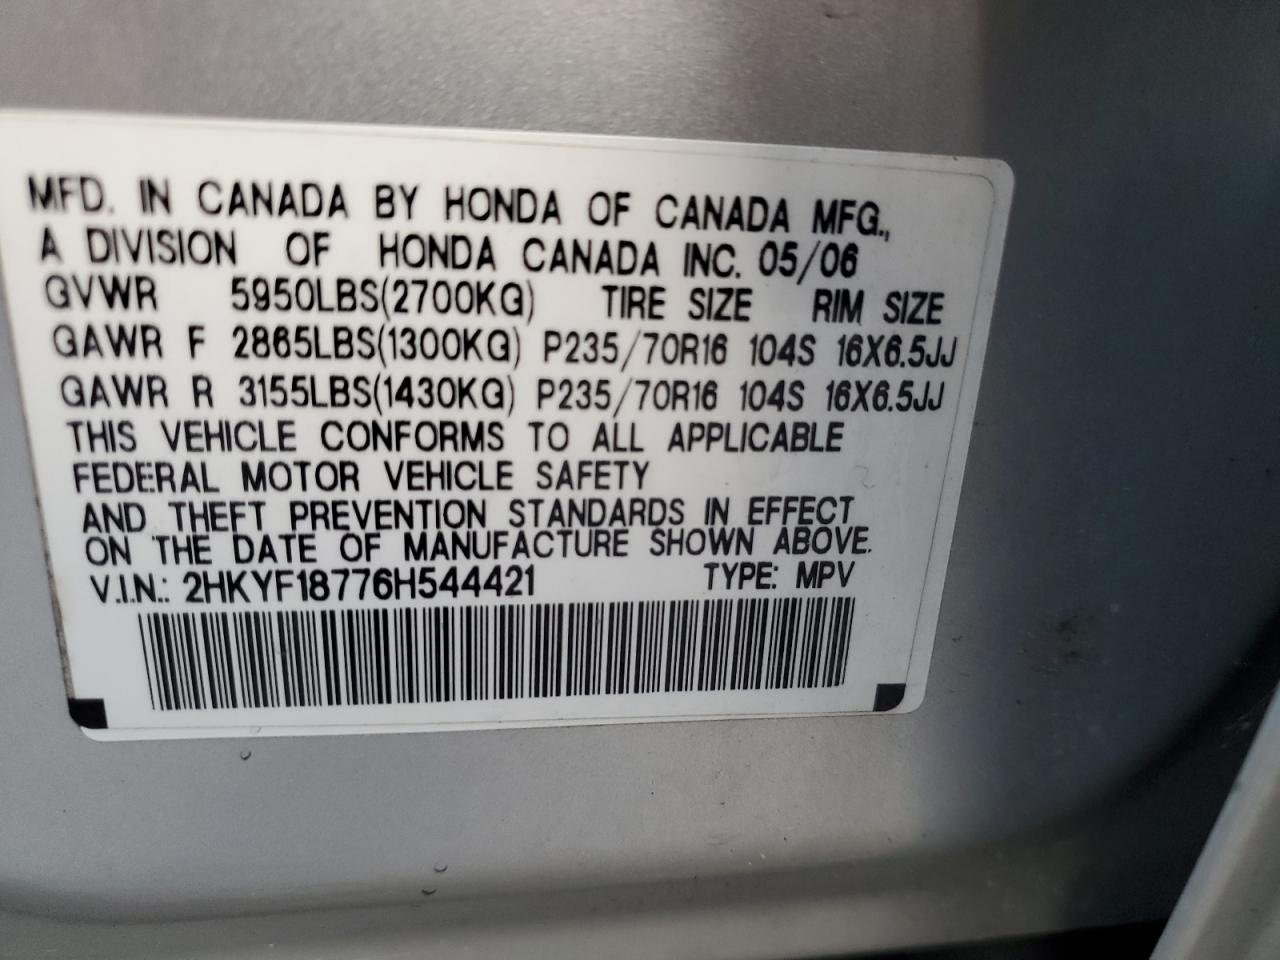 MFD. IN CANADA BY HONDA OF CANADA MFG.,
A DIVISION OF HONDA CANADA INC. 05/06
GVWR 5950LBS(2700KG) TIRE SIZE RIM SIZE
GAWR F 2865LBS(1300KG) P235/70R16 104S 16X6.5JJ
GAWR R 3155LBS(1430KG) P235/70R16 104S 16X6.5JJ
THIS VEHICLE CONFORMS TO ALL APPLICABLE
FEDERAL MOTOR VEHICLE SAFETY
AND THEFT PREVENTION STANDARDS IN EFFECT
ON THE DATE OF MANUFACTURE SHOWN ABOVE.
V.I.N.: 2HKYF18776H544421 TYPE: MPV